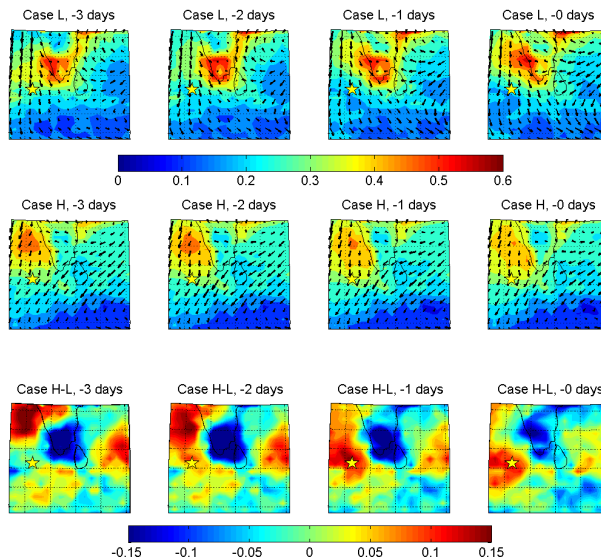 Case L, -3 days
Case L, -2 days
Case L, -1 days
Case L, -0 days
0 0.1 0.2 0.3 0.4 0.5 0.6
Case H, -3 days
Case H, -2 days
Case H, -1 days
Case H, -0 days
Case H-L, -3 days
Case H-L, -2 days
Case H-L, -1 days
Case H-L, -0 days
-0.15 -0.1 -0.05 0 0.05 0.1 0.15